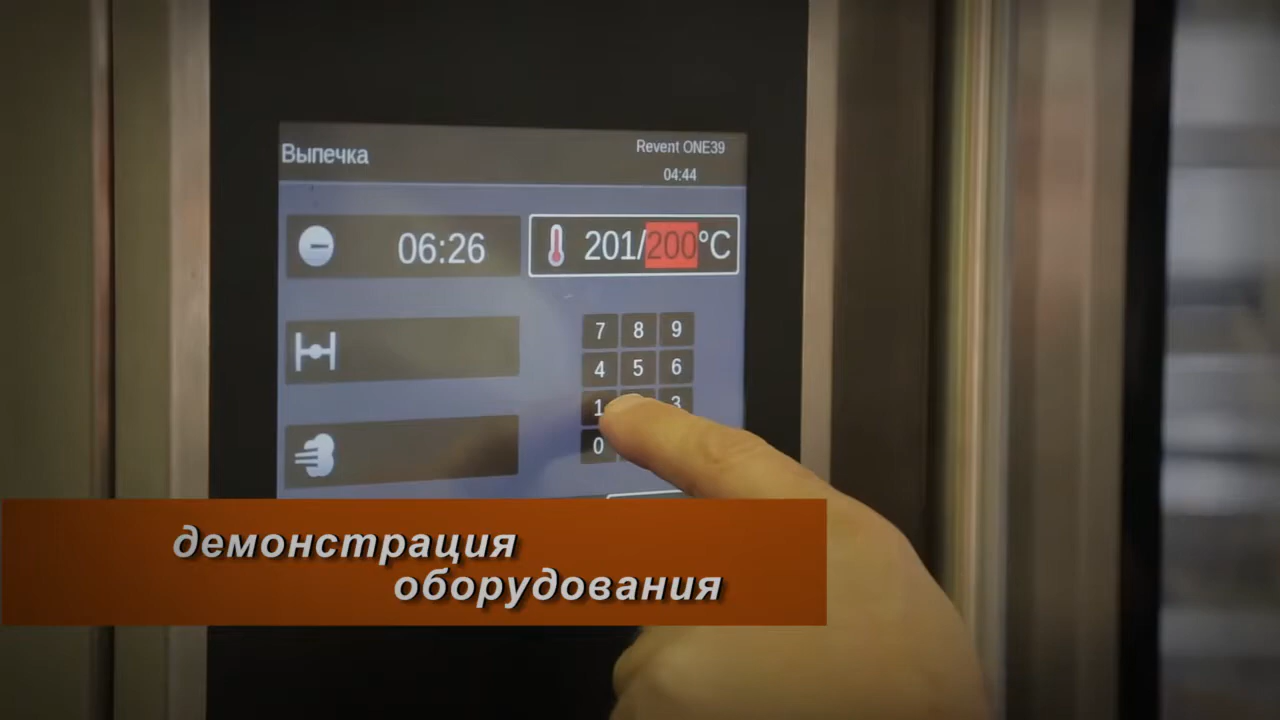 Выпечка
Revent ONE39
04:44
06:26
201/200°C
7 8 9
4 5 6
1 3
0
демонстрация
оборудования